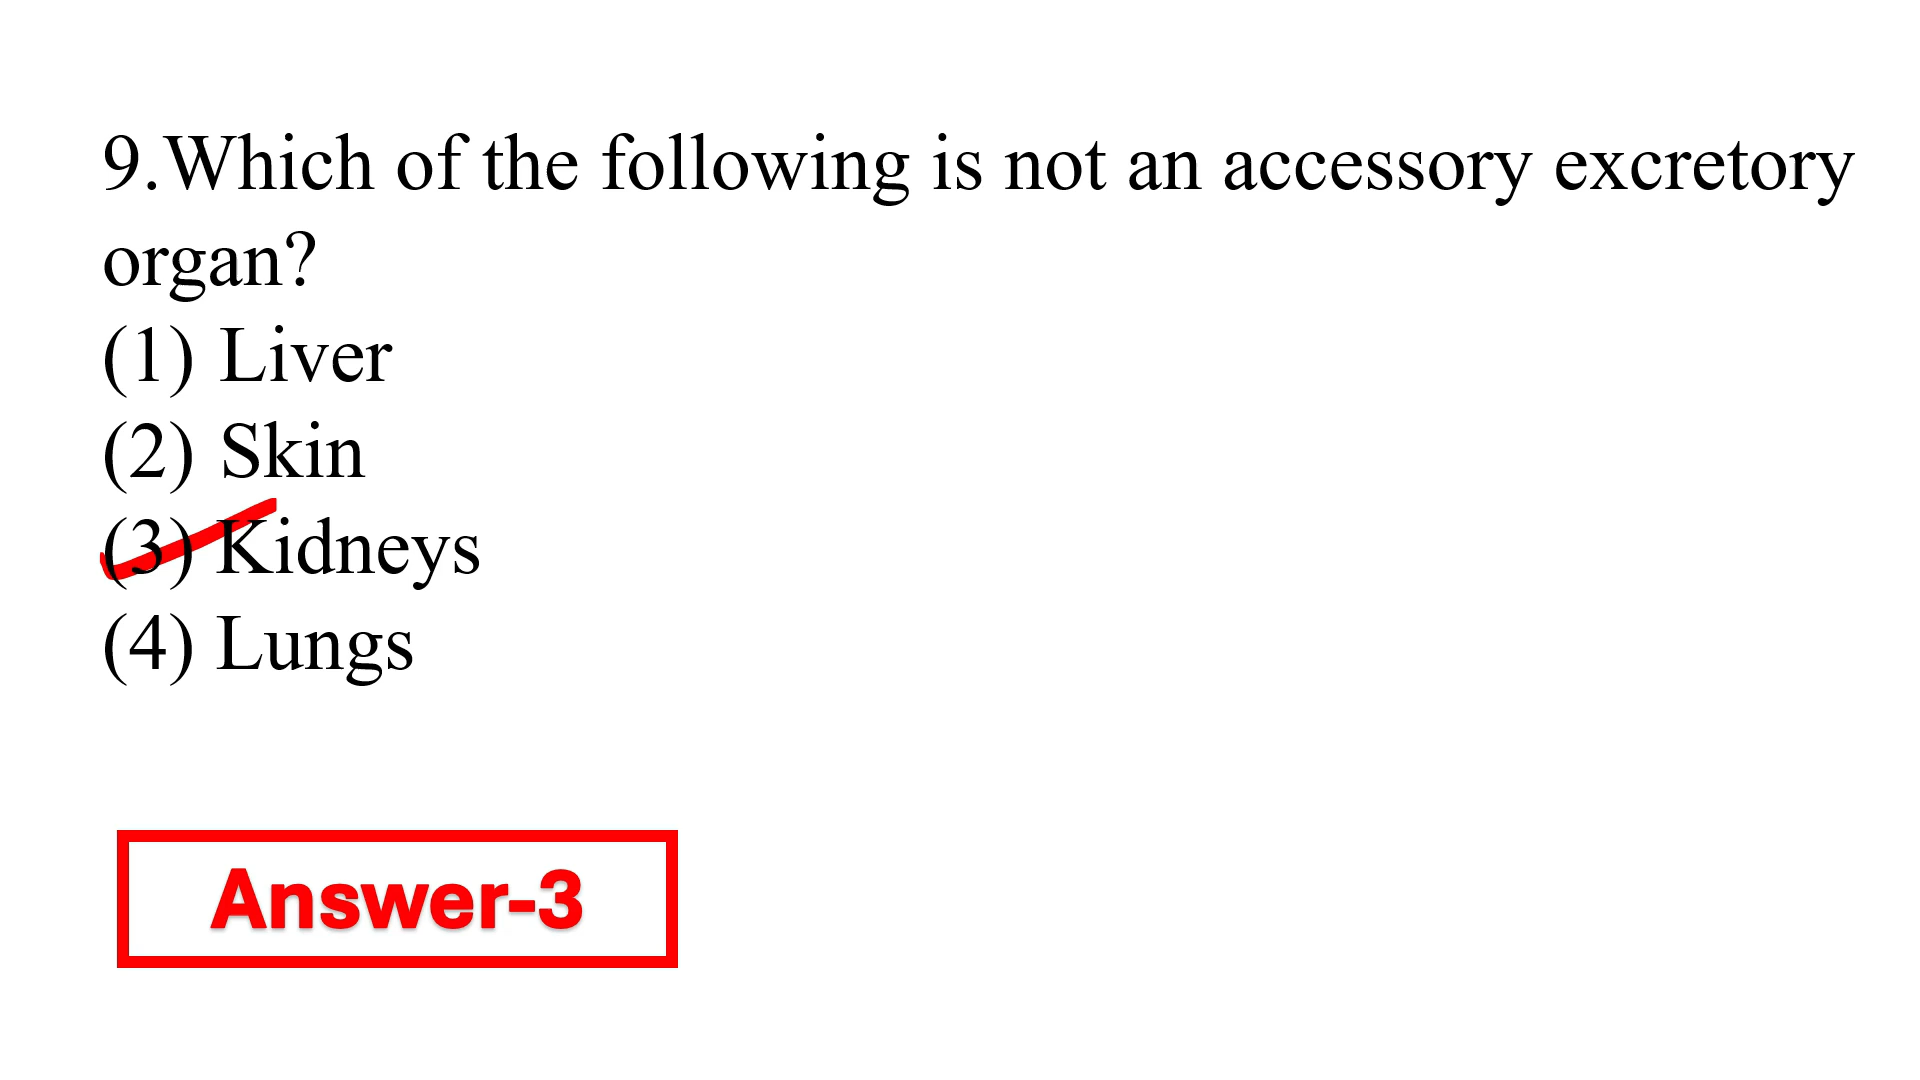 9.Which of the following is not an accessory excretory
organ?
(1) Liver
(2) Skin
(3) Kidneys
(4) Lungs
Answer-3